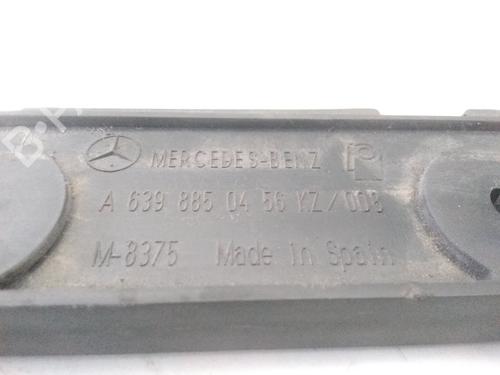 MERCEDES-BENZ
A 639 885 04 56 KZ/008
M-8375 Made In Spain